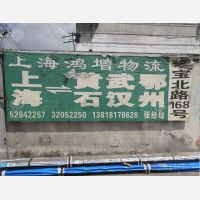 上海鸿增物流
上海 ⇌ 黄石 武汉 鄂州
52842257 32052250 13818178628 张经理
宝北路168号